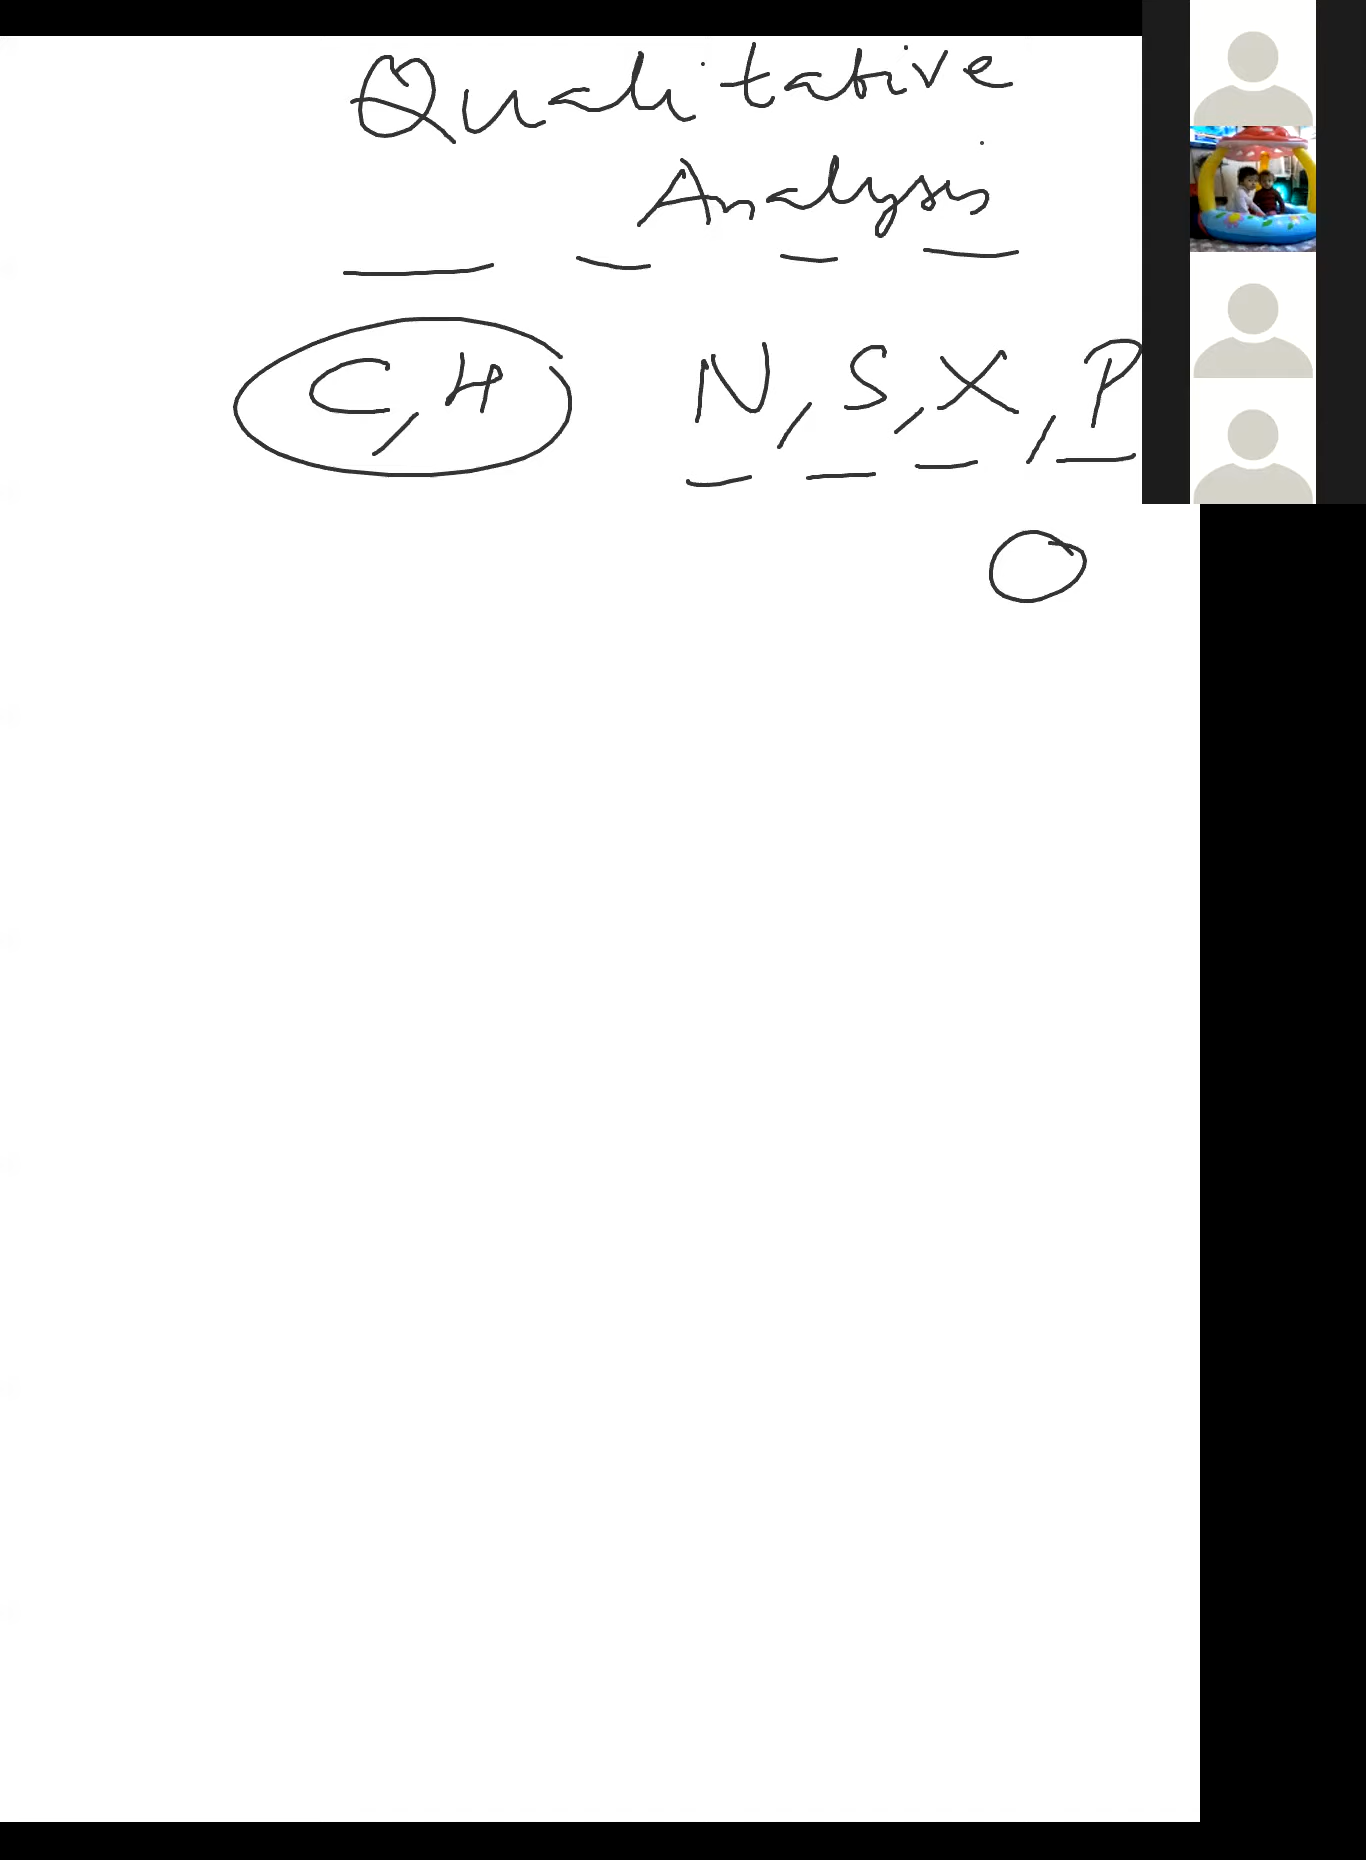 Qualitative
Analysis
C, H N, S, X, P
O